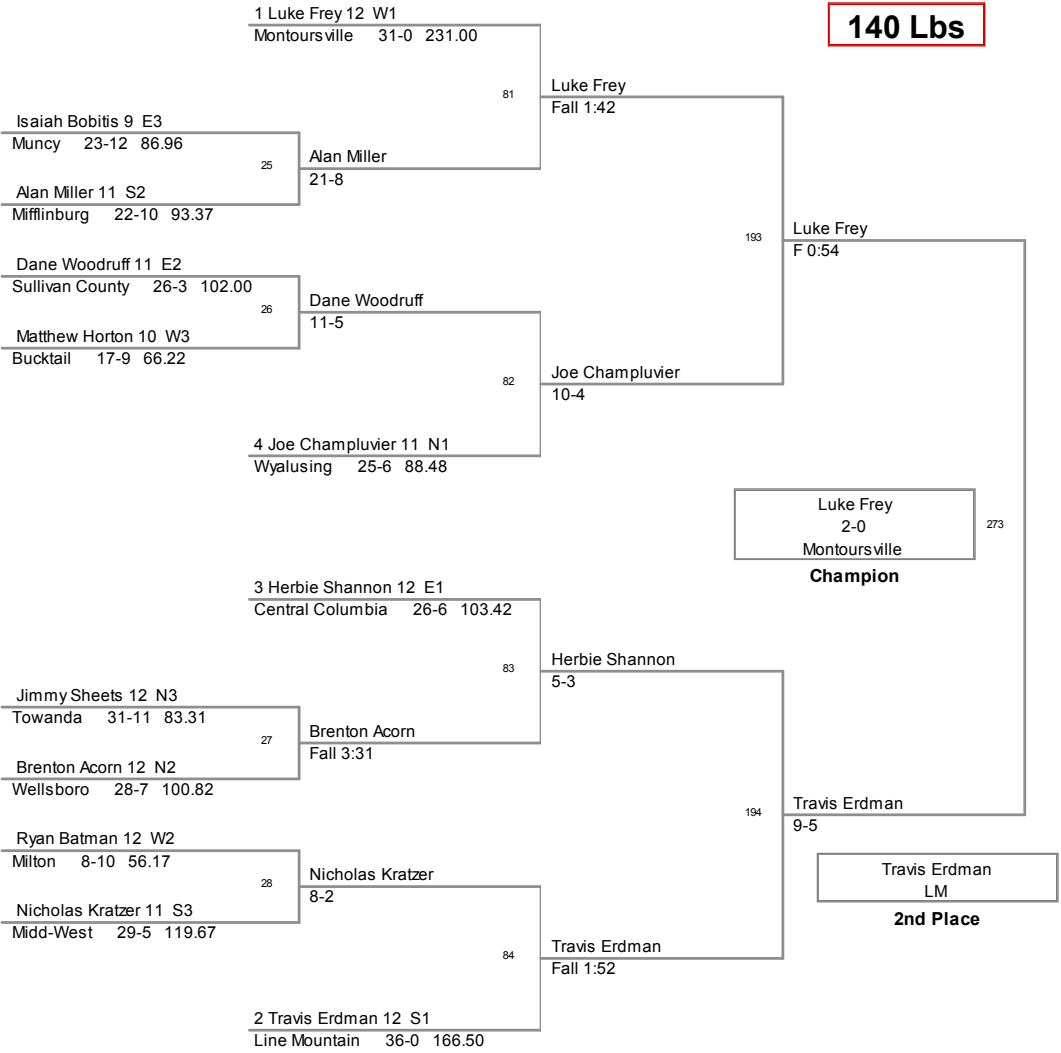 140 Lbs
1 Luke Frey 12 W1
Montoursville 31-0 231.00
81
Luke Frey
Fall 1:42
Isaiah Bobitis 9 E3
Muncy 23-12 86.96
25
Alan Miller
21-8
Alan Miller 11 S2
Mifflinburg 22-10 93.37
193
Luke Frey
F 0:54
Dane Woodruff 11 E2
Sullivan County 26-3 102.00
26
Dane Woodruff
11-5
Matthew Horton 10 W3
Bucktail 17-9 66.22
82
Joe Champluvier
10-4
4 Joe Champluvier 11 N1
Wyalusing 25-6 88.48
Luke Frey
2-0
Montoursville
273
Champion
3 Herbie Shannon 12 E1
Central Columbia 26-6 103.42
83
Herbie Shannon
5-3
Jimmy Sheets 12 N3
Towanda 31-11 83.31
27
Brenton Acorn
Fall 3:31
Brenton Acorn 12 N2
Wellsboro 28-7 100.82
194
Travis Erdman
9-5
Ryan Batman 12 W2
Milton 8-10 56.17
28
Nicholas Kratzer
8-2
Nicholas Kratzer 11 S3
Midd-West 29-5 119.67
Travis Erdman
LM
2nd Place
84
Travis Erdman
Fall 1:52
2 Travis Erdman 12 S1
Line Mountain 36-0 166.50